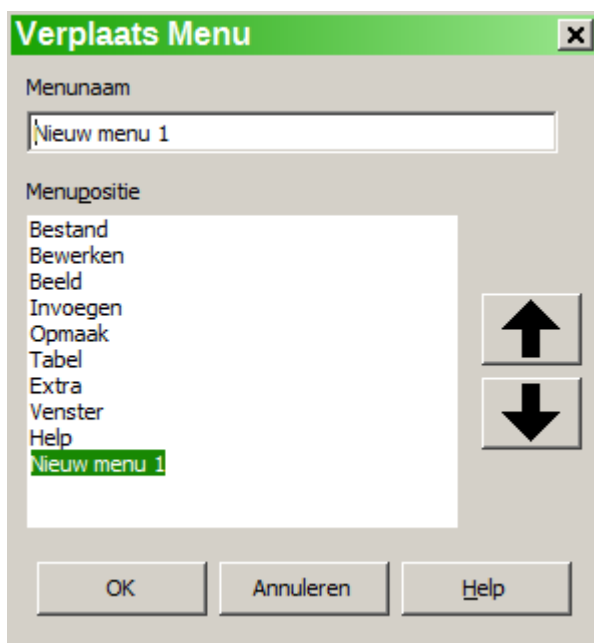 Verplaats Menu
Menunaam
Nieuw menu 1
Menupositie
Bestand
Bewerken
Beeld
Invoegen
Opmaak
Tabel
Extra
Venster
Help
Nieuw menu 1
OK Annuleren Help